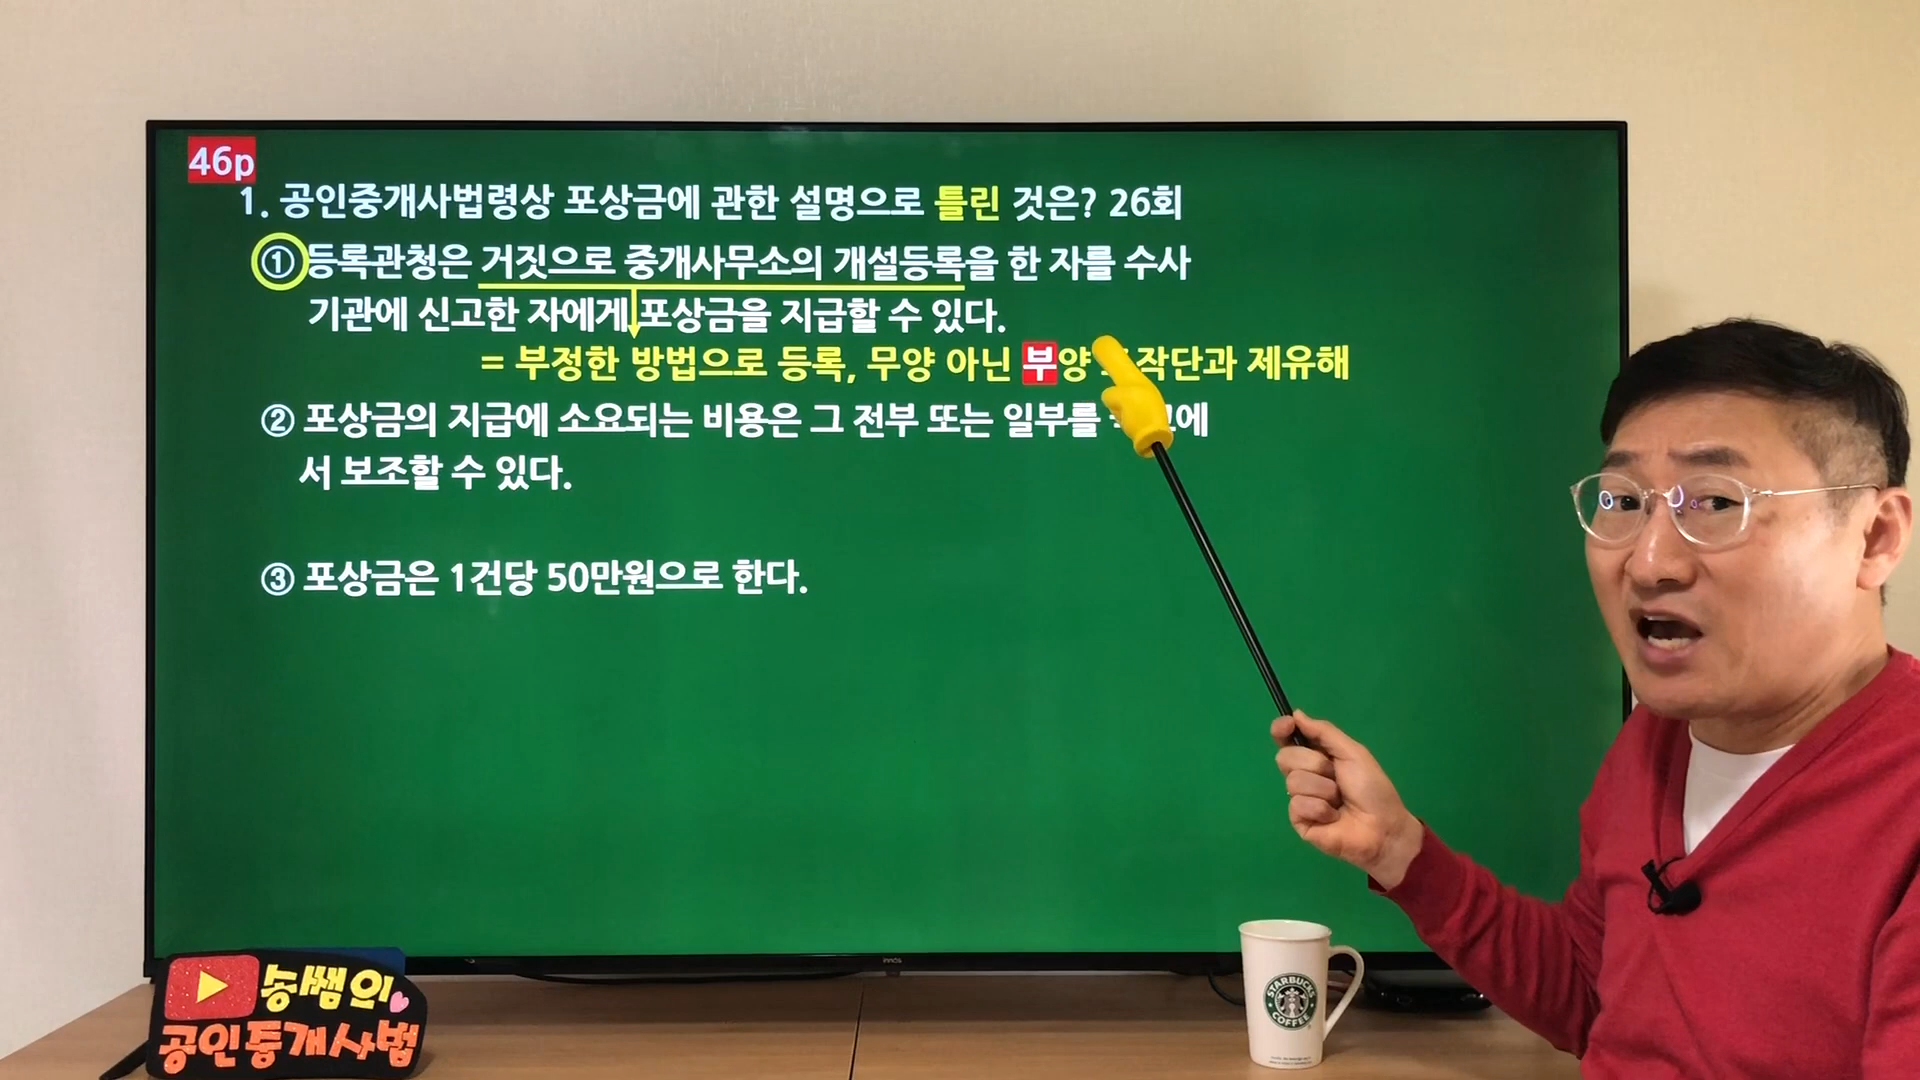 46p
1. 공인중개사법령상 포상금에 관한 설명으로 틀린 것은? 26회
① 등록관청은 거짓으로 중개사무소의 개설등록을 한 자를 수사
기관에 신고한 자에게 포상금을 지급할 수 있다.
= 부정한 방법으로 등록, 무양 아닌 부양 작단과 제유해
② 포상금의 지급에 소요되는 비용은 그 전부 또는 일부를 에
서 보조할 수 있다.
③ 포상금은 1건당 50만원으로 한다.
innos
송쌤의
공인중개사법
STARBUCKS
COFFEE